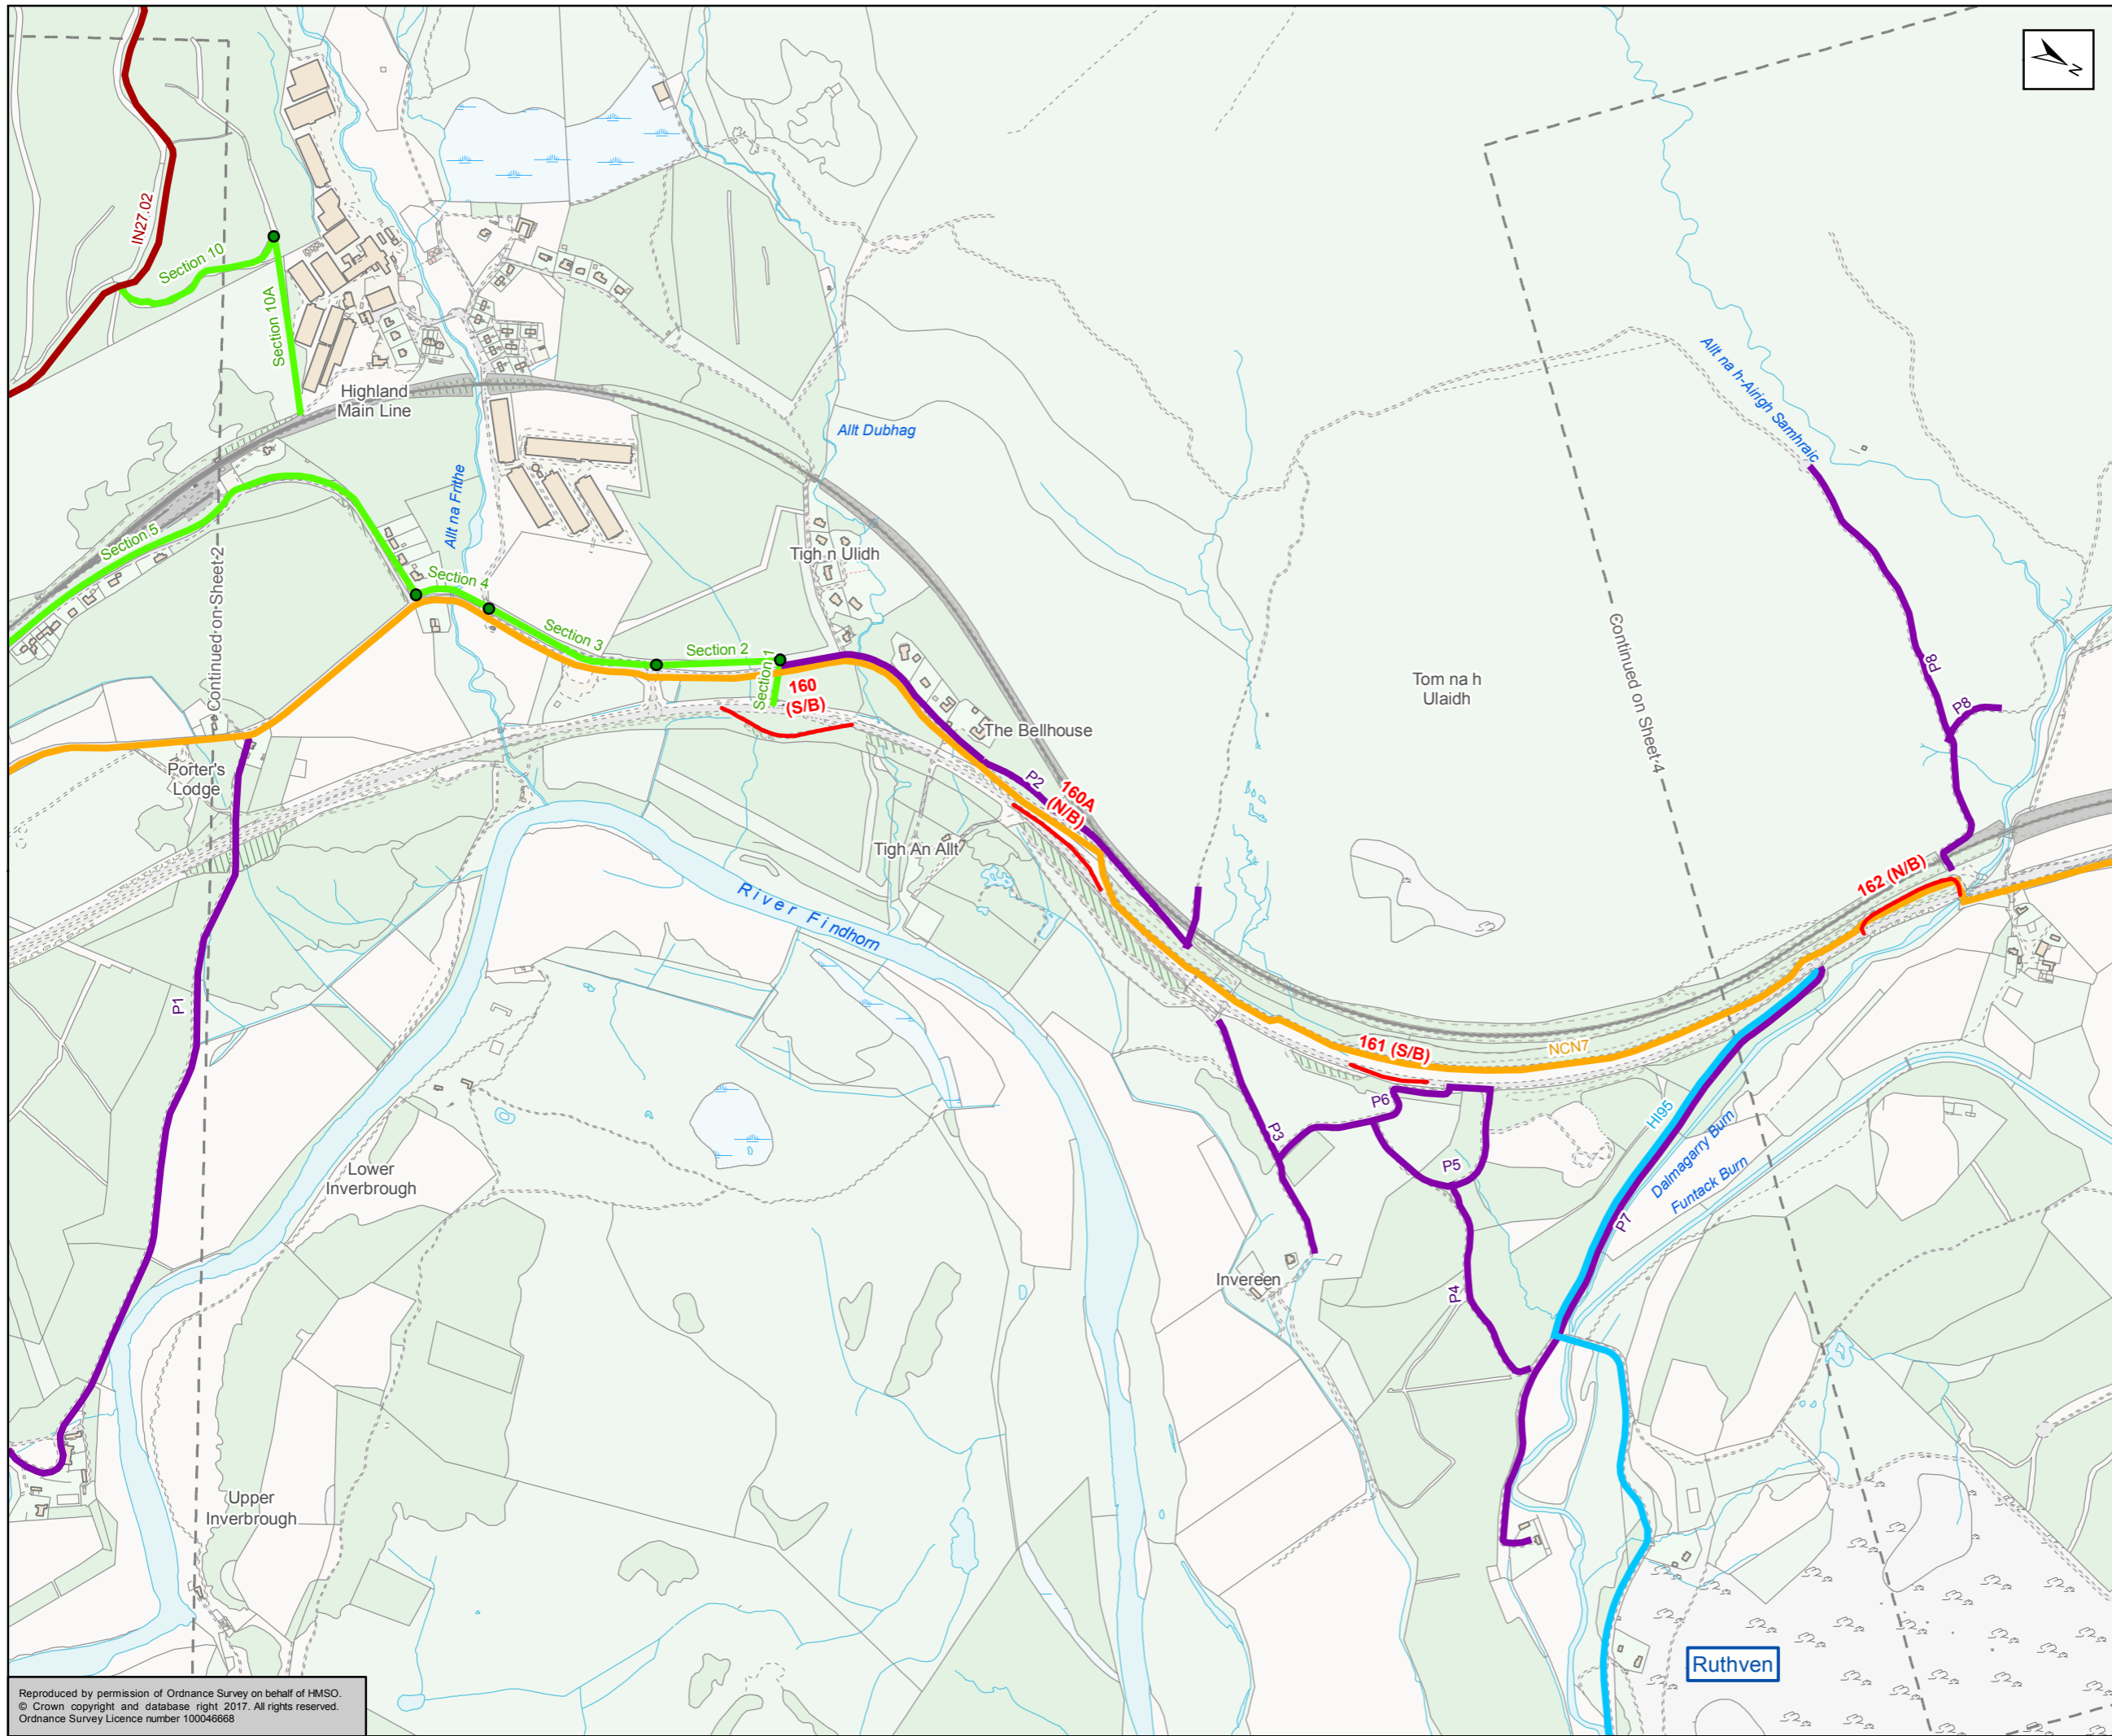 N
IN27.02
Section 10
Section 10A
Highland
Main Line
Allt Dubhag
Allt na h-Airigh Samhraic
Allt na Frithe
Section 5
Continued on Sheet 2
Section 4
Section 3
Section 2
Section 1
Tigh n Ulidh
160
(S/B)
The Bellhouse
P2
160A
(N/B)
Tom na h
Ulaidh
Continued on Sheet 4
P8
P8
Porter's
Lodge
Tigh An Allt
River Findhorn
162 (N/B)
P1
161 (S/B)
NCN7
P6
P3
P5
HI95
Dalmagarry Burn
Funtack Burn
P7
P4
Lower
Inverbrough
Invereen
Upper
Inverbrough
Ruthven
Reproduced by permission of Ordnance Survey on behalf of HMSO.
© Crown copyright and database right 2017. All rights reserved.
Ordnance Survey Licence number 100046668